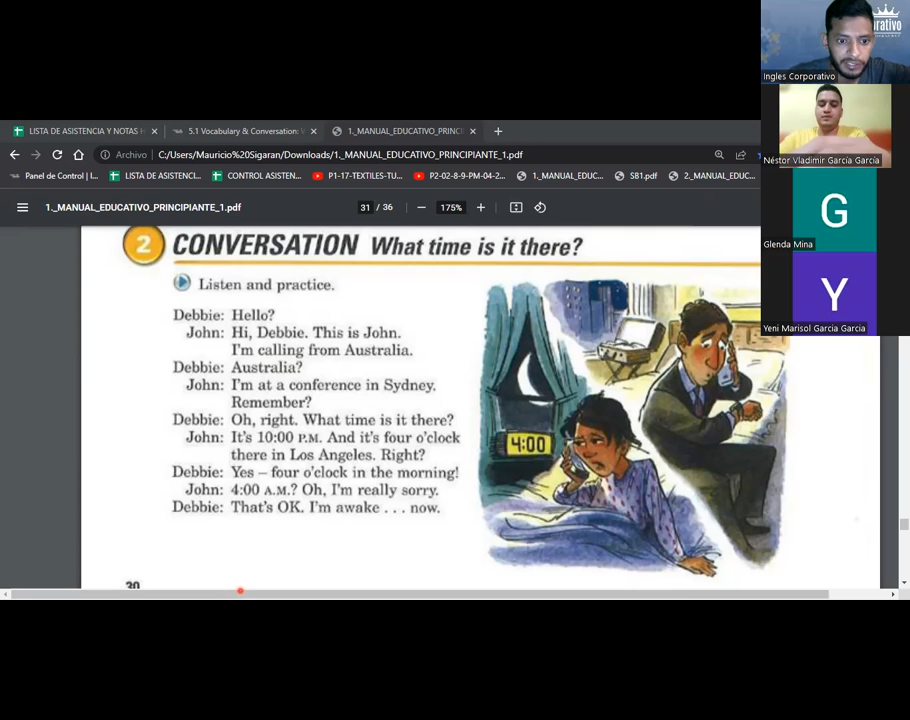 LISTA DE ASISTENCIA Y NOTAS
5.1 Vocabulary & Conversation:
1._MANUAL_EDUCATIVO_PRINCI
Archivo
C:/Users/Mauricio%20Sigaran/Downloads/1._MANUAL_EDUCATIVO_PRINCIPIANTE_1.pdf
Panel de Control |
LISTA DE ASISTENCI...
CONTROL ASISTEN...
P1-17-TEXTILES-TU...
P2-02-8-9-PM-04-2...
1._MANUAL_EDUC...
SB1.pdf
2._MANUAL_EDUC...
1._MANUAL_EDUCATIVO_PRINCIPIANTE_1.pdf
31 / 36
175%
2 CONVERSATION What time is it there?
Listen and practice.
Debbie: Hello?
John: Hi, Debbie. This is John.
I'm calling from Australia.
Debbie: Australia?
John: I'm at a conference in Sydney.
Remember?
Debbie: Oh, right. What time is it there?
John: It's 10:00 P.M. And it's four o'clock
there in Los Angeles. Right?
Debbie: Yes – four o'clock in the morning!
John: 4:00 A.M.? Oh, I'm really sorry.
Debbie: That's OK. I'm awake . . . now.
4:00
30
Ingles Corporativo
Néstor Vladimir García García
G
Glenda Mina
Y
Yeni Marisol Garcia Garcia